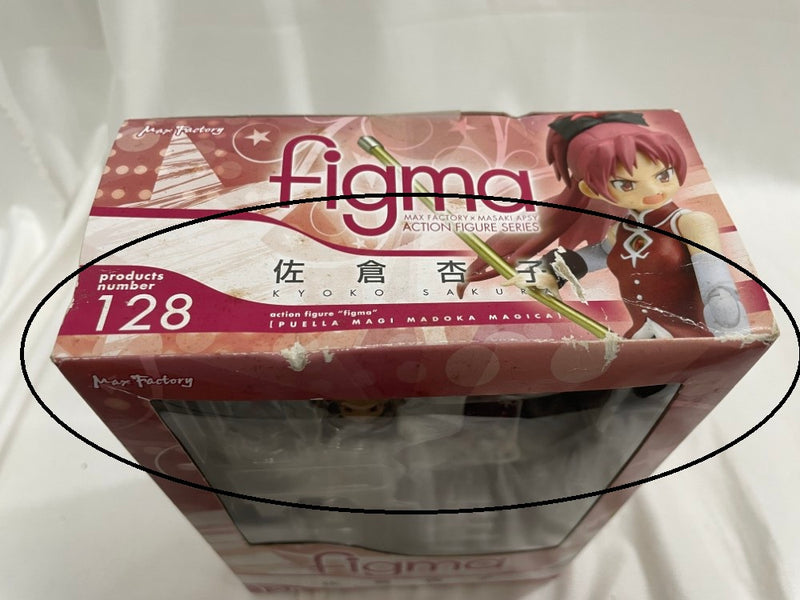 Max Factory
figma
MAX FACTORY × MASAKI APSY
ACTION FIGURE SERIES
佐倉杏子
KYOKO SAKURA
products
number
128
action figure "figma"
[PUELLA MAGI MADOKA MAGICA]
Max Factory
figma